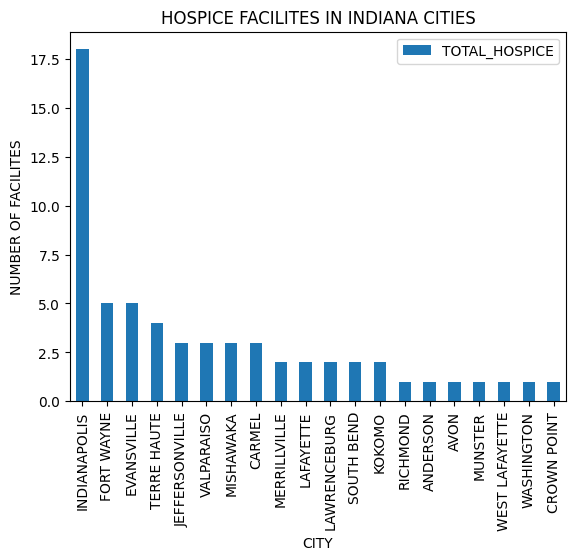 HOSPICE FACILITES IN INDIANA CITIES
TOTAL_HOSPICE
NUMBER OF FACILITES
17.5
15.0
12.5
10.0
7.5
5.0
2.5
0.0
INDIANAPOLIS
FORT WAYNE
EVANSVILLE
TERRE HAUTE
JEFFERSONVILLE
VALPARAISO
MISHAWAKA
CARMEL
MERRILLVILLE
LAFAYETTE
LAWRENCEBURG
SOUTH BEND
KOKOMO
RICHMOND
ANDERSON
AVON
MUNSTER
WEST LAFAYETTE
WASHINGTON
CROWN POINT
CITY